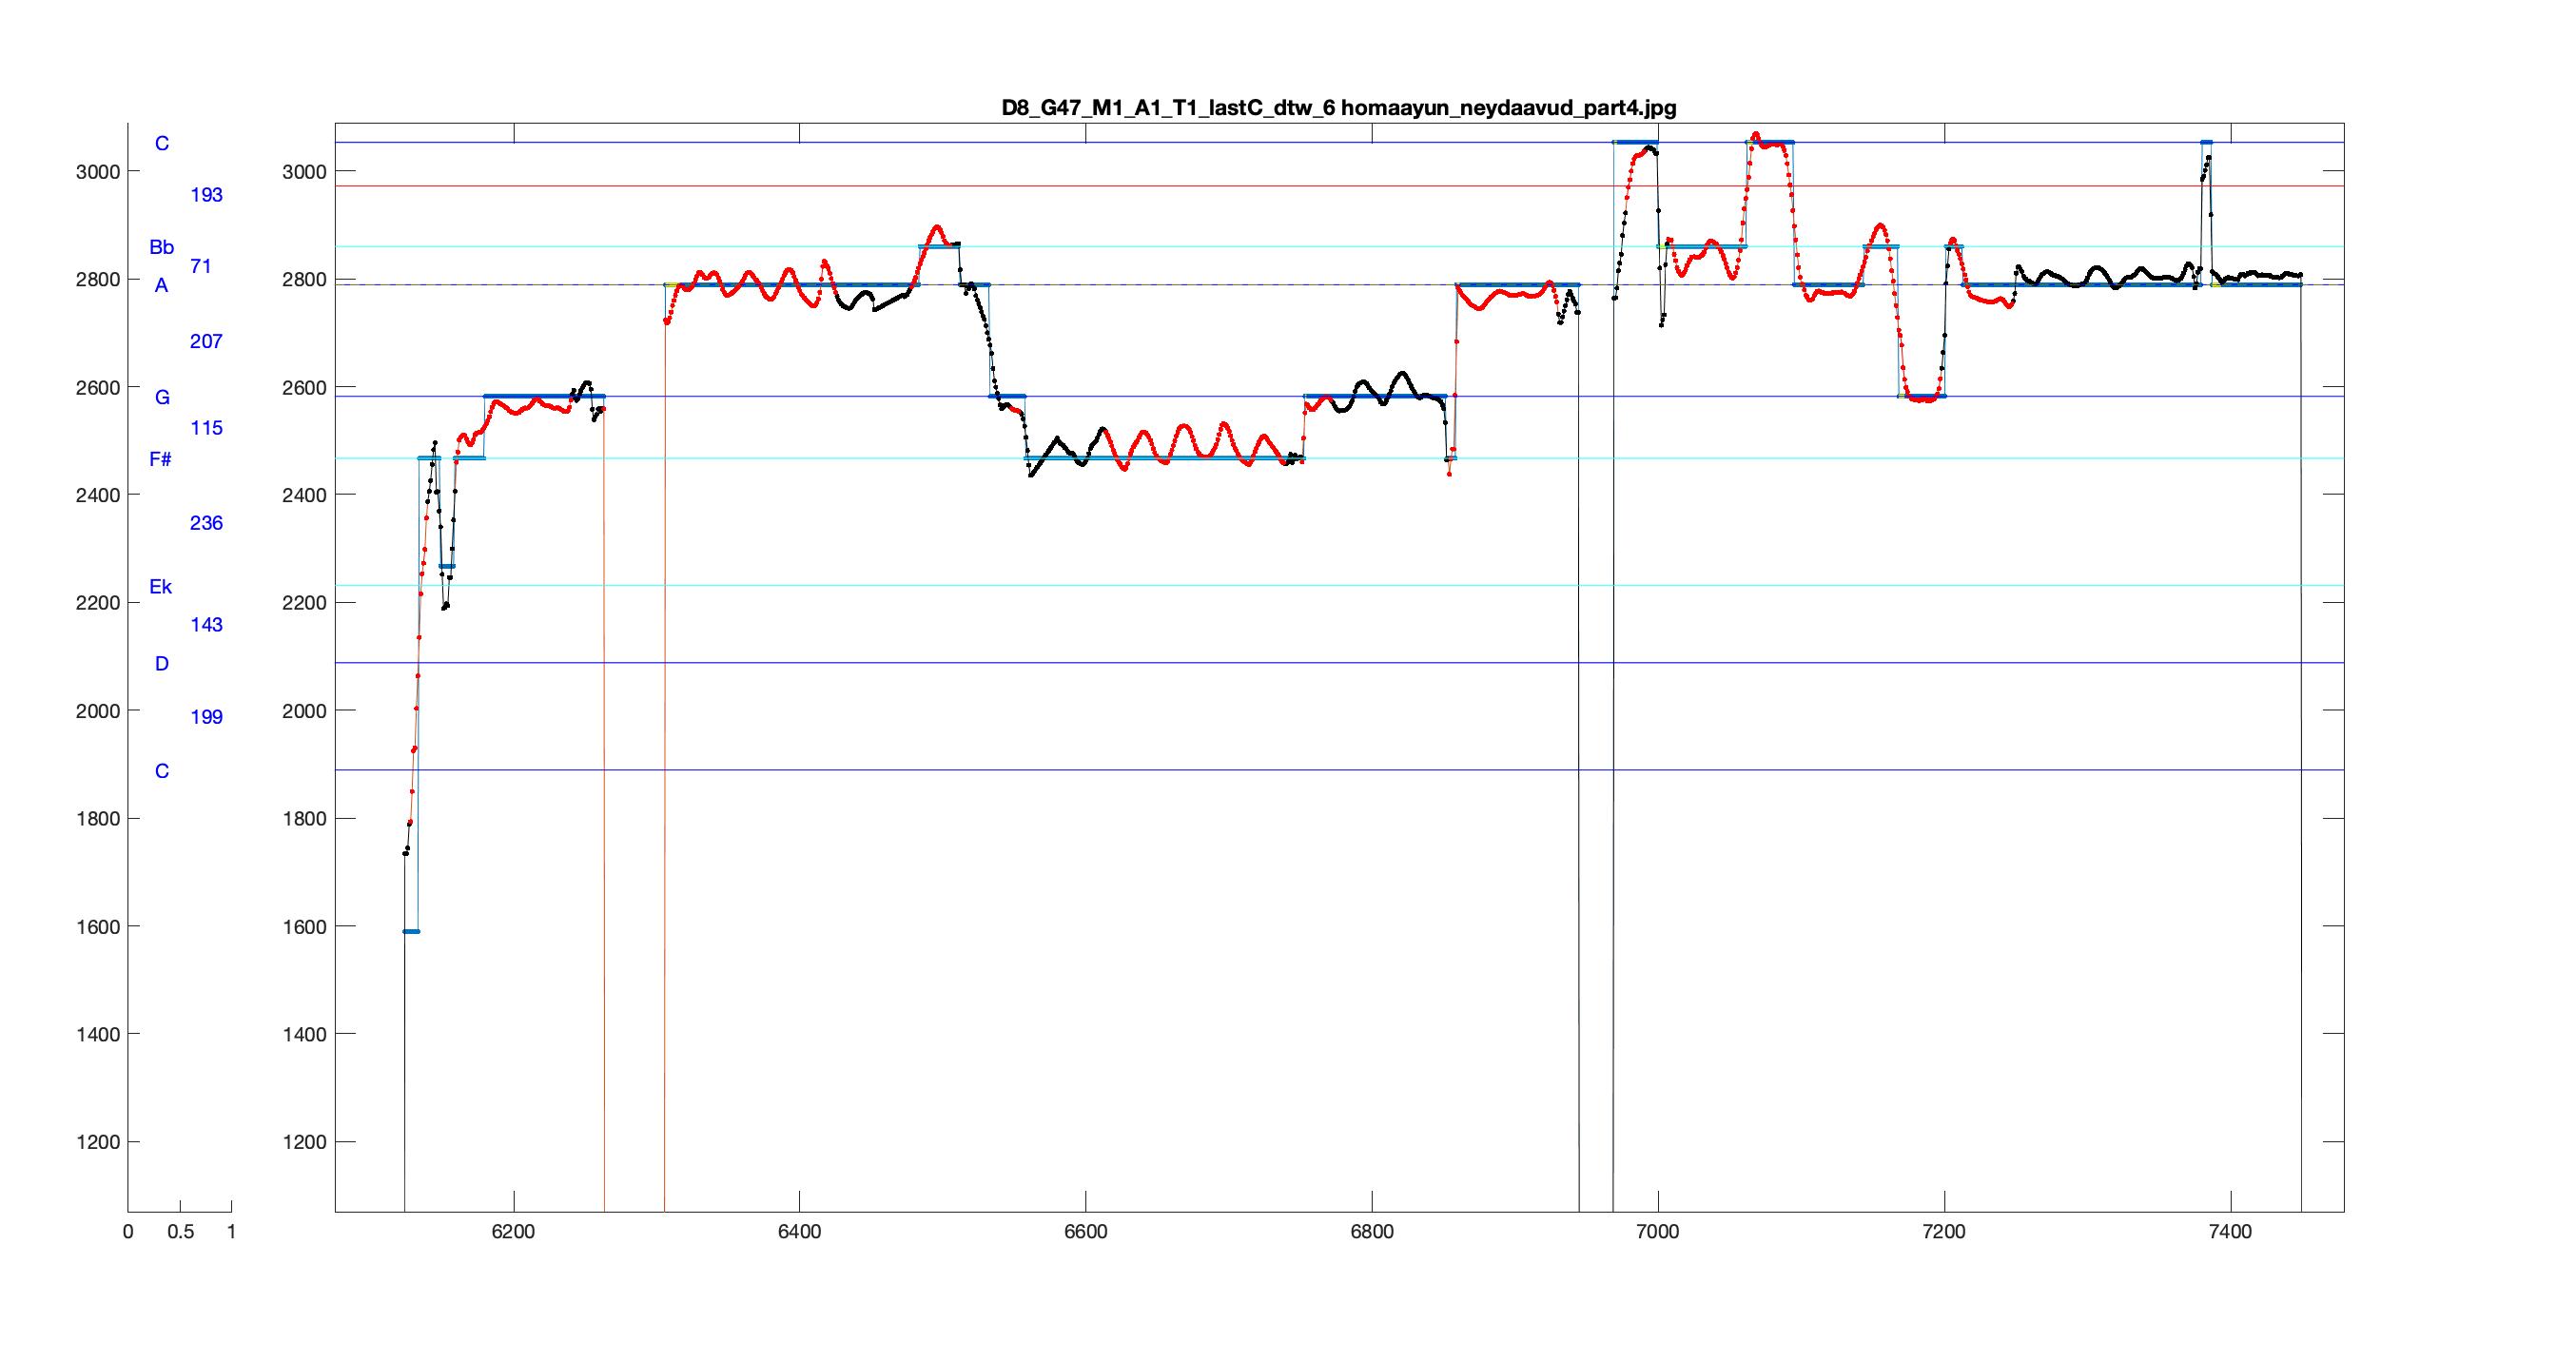 D8_G47_M1_A1_T1_lastC_dtw_6 homaayun_neydaavud_part4.jpg
C
3000 3000
193
Bb
71
2800 A 2800
207
2600 G 2600
115
F#
2400 2400
236
Ek
2200 2200
143
D
2000 199 2000
C
1800 1800
1600 1600
1400 1400
1200 1200
0 0.5 1 6200 6400 6600 6800 7000 7200 7400